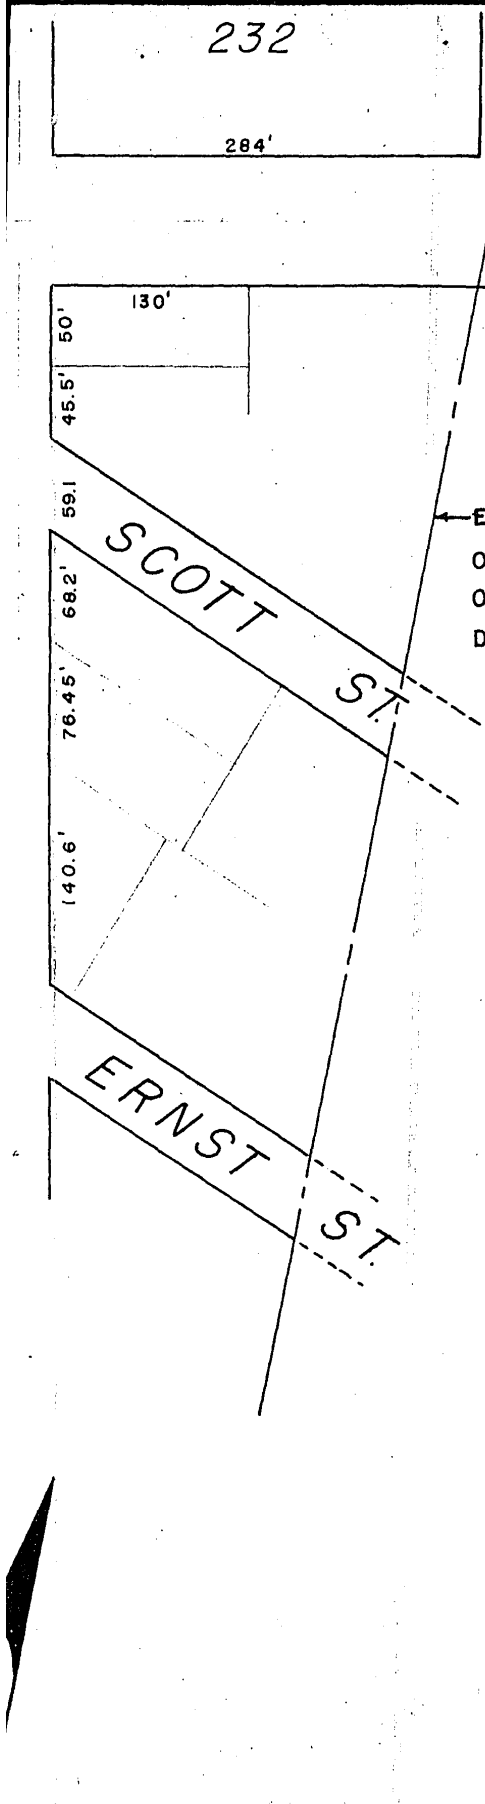 232
284'
130'
50'
45.5'
59.1
SCOTT ST.
68.2'
76.45'
140.6'
E
O
O
D
ERNST ST.